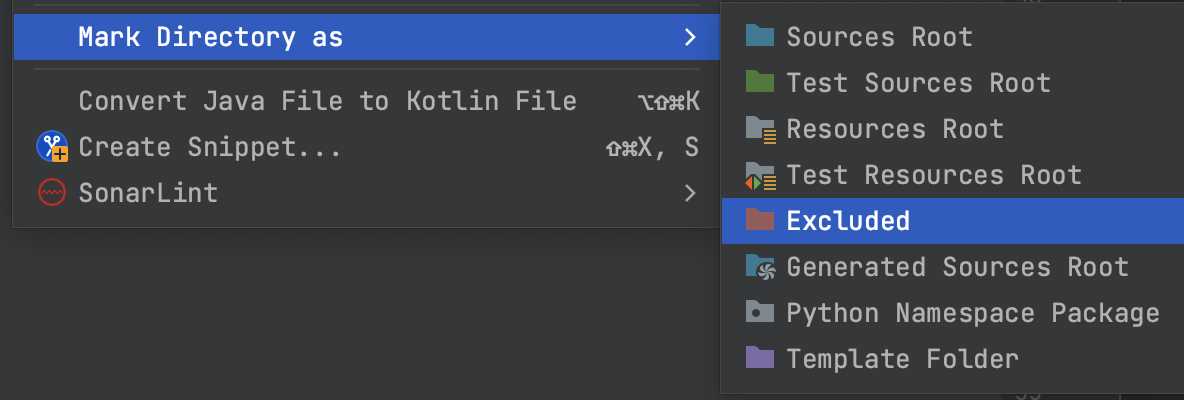 Mark Directory as
Convert Java File to Kotlin File ⌥⇧⌘K
Create Snippet... ⇧⌘X, S
SonarLint
Sources Root
Test Sources Root
Resources Root
Test Resources Root
Excluded
Generated Sources Root
Python Namespace Package
Template Folder